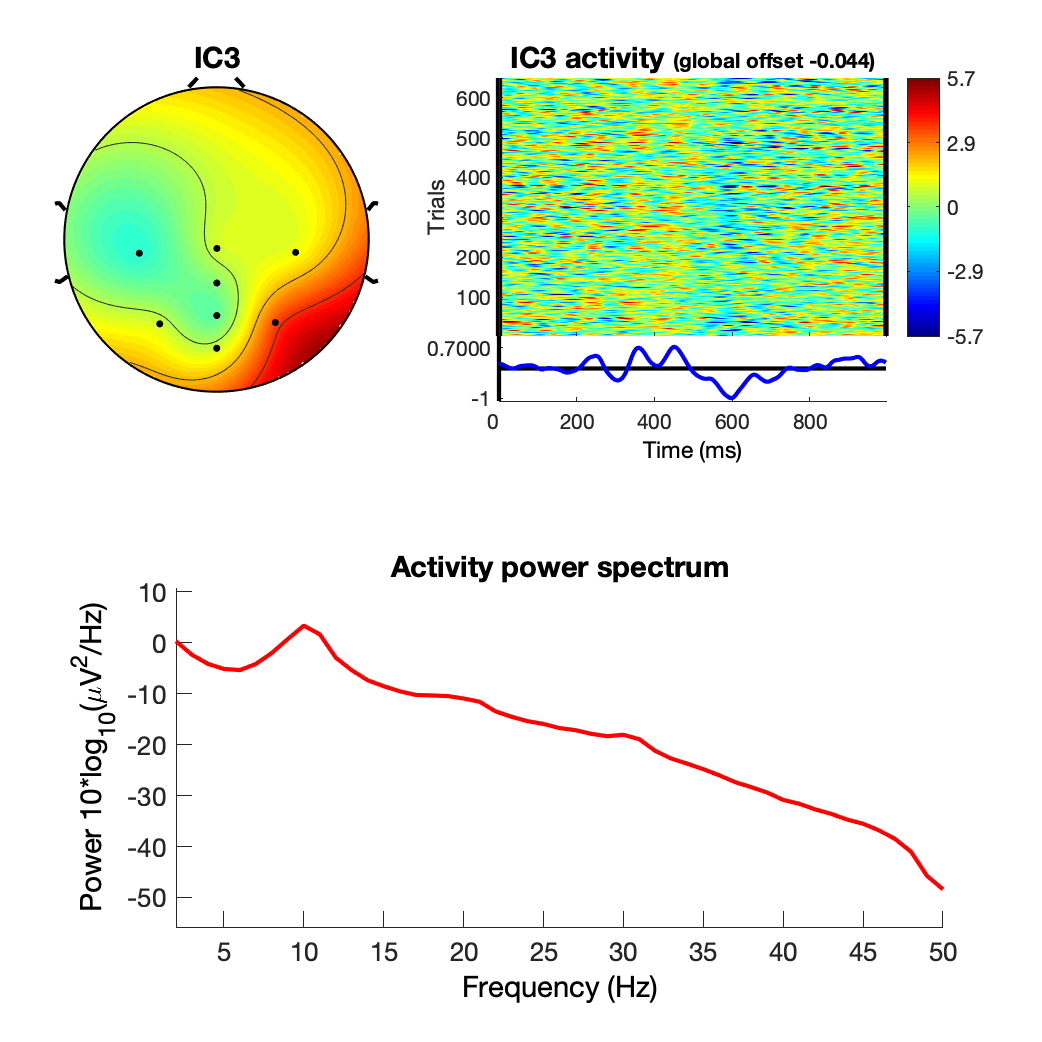 IC3
IC3 activity (global offset -0.044)
600
500
400
300
200
100
Trials
5.7
2.9
0
-2.9
-5.7
0.7000
-1
0 200 400 600 800
Time (ms)
Activity power spectrum
10
0
-10
-20
-30
-40
-50
Power 10*log10(μV2/Hz)
5 10 15 20 25 30 35 40 45 50
Frequency (Hz)